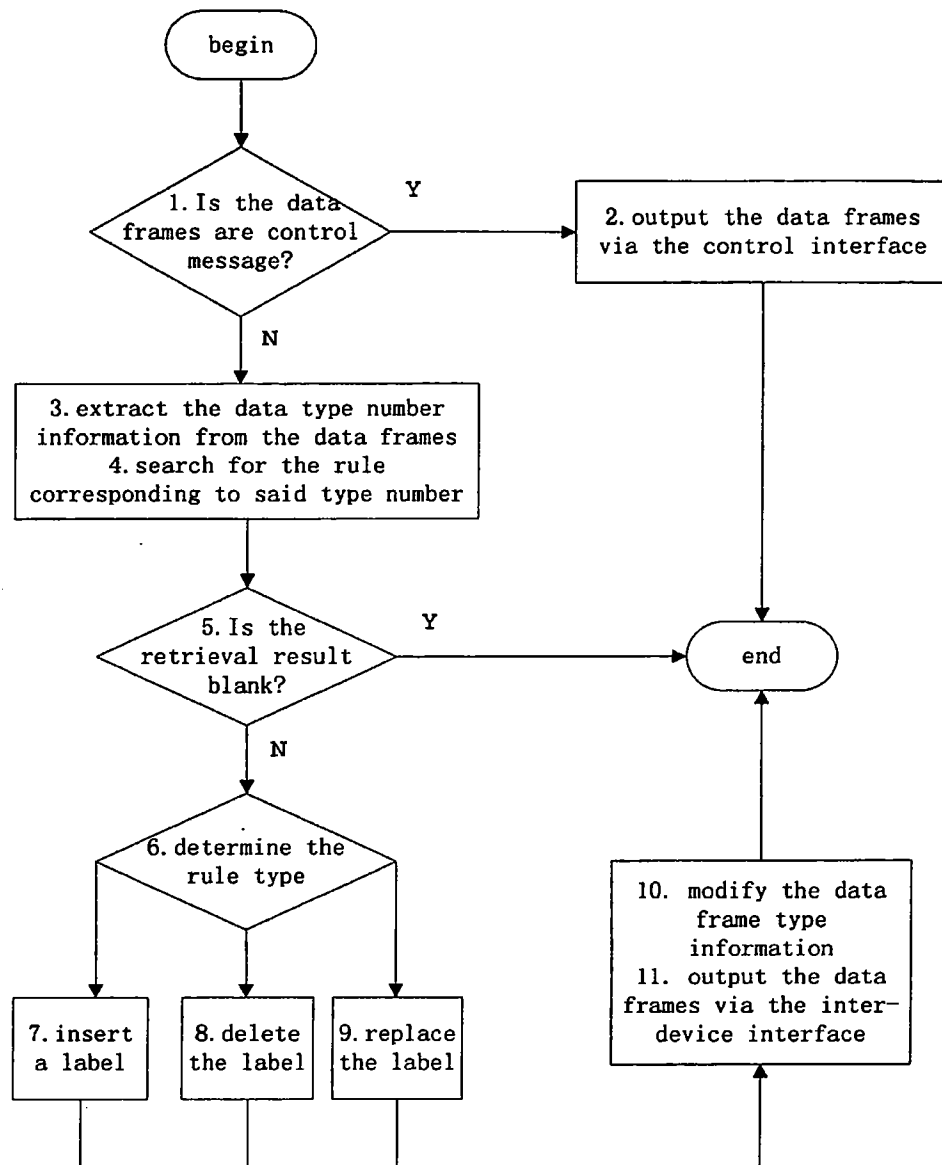 begin
1. Is the data
frames are control
message?
Y
2. output the data frames
via the control interface
N
3. extract the data type number
information from the data frames
4. search for the rule
corresponding to said type number
5. Is the
retrieval result
blank?
Y
end
N
6. determine the
rule type
7. insert
a label
8. delete
the label
9. replace
the label
10. modify the data
frame type
information
11. output the data
frames via the inter-
device interface